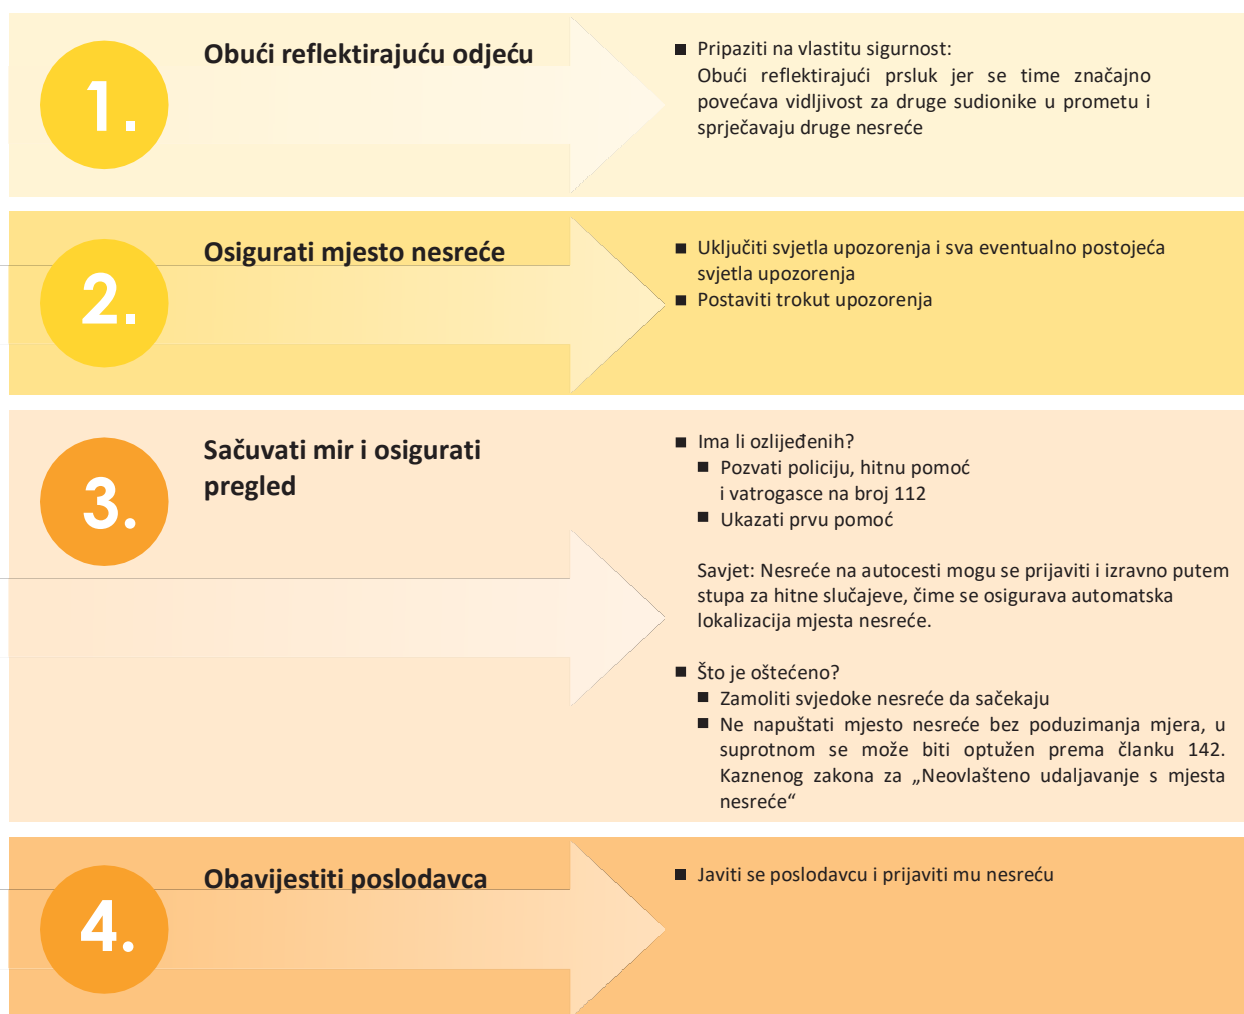 1.
Obući reflektirajuću odjeću
■ Pripaziti na vlastitu sigurnost:
Obući reflektirajući prsluk jer se time značajno
povećava vidljivost za druge sudionike u prometu i
sprječavaju druge nesreće
2.
Osigurati mjesto nesreće
■ Uključiti svjetla upozorenja i sva eventualno postojeća
svjetla upozorenja
■ Postaviti trokut upozorenja
3.
Sačuvati mir i osigurati
pregled
■ Ima li ozlijeđenih?
■ Pozvati policiju, hitnu pomoć
i vatrogasce na broj 112
■ Ukazati prvu pomoć
Savjet: Nesreće na autocesti mogu se prijaviti i izravno putem
stupa za hitne slučajeve, čime se osigurava automatska
lokalizacija mjesta nesreće.
■ Što je oštećeno?
■ Zamoliti svjedoke nesreće da sačekaju
■ Ne napuštati mjesto nesreće bez poduzimanja mjera, u
suprotnom se može biti optužen prema članku 142.
Kaznenog zakona za „Neovlašteno udaljavanje s mjesta
nesreće“
4.
Obavijestiti poslodavca
■ Javiti se poslodavcu i prijaviti mu nesreću